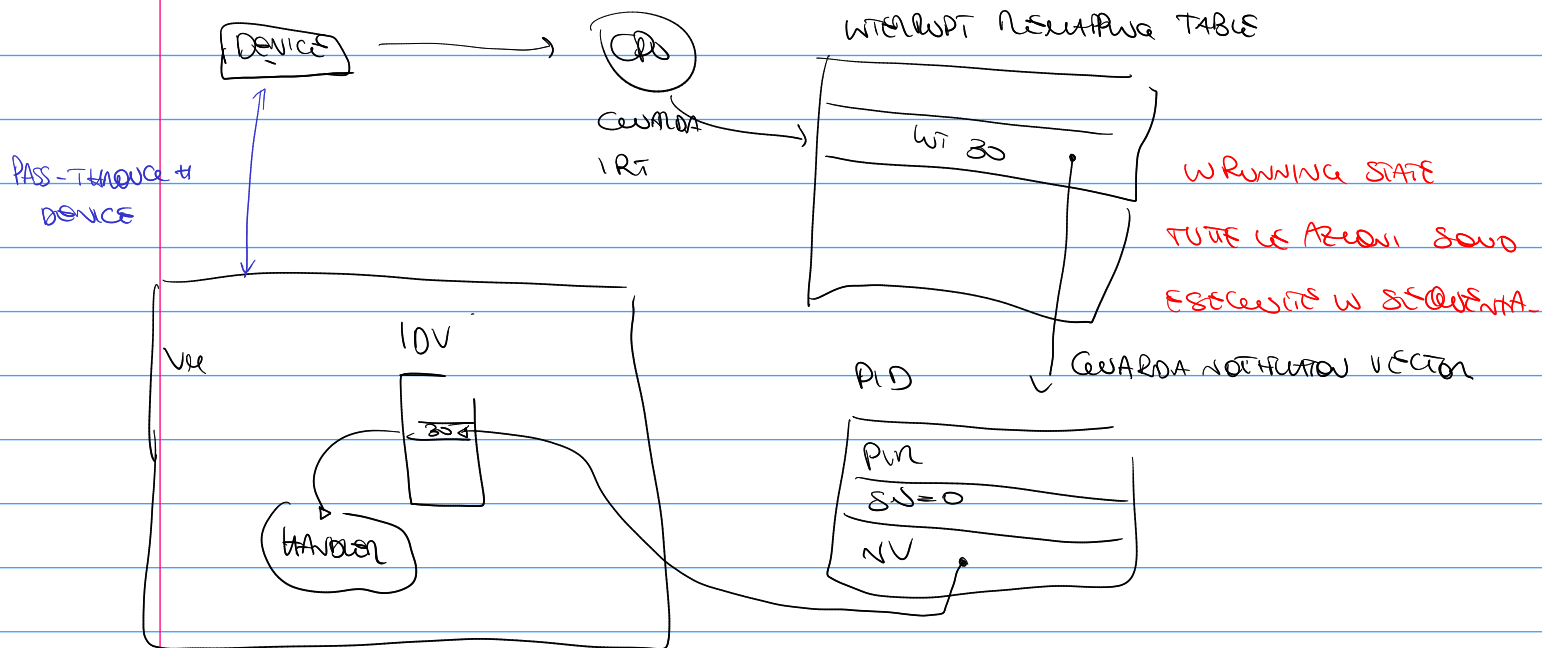 DEVICE
CPU
INTERRUPT REMAPPING TABLE
GUARDA
IRT
INT 30
PASS-THROUGH
DEVICE
IN RUNNING STATE
TUTTE LE AZIONI SONO
ESEGUITE IN SEQUENZA
VM
IDV
30
HANDLER
PID
GUARDA NOTIFICATION VECTOR
PIR
SN=0
NV